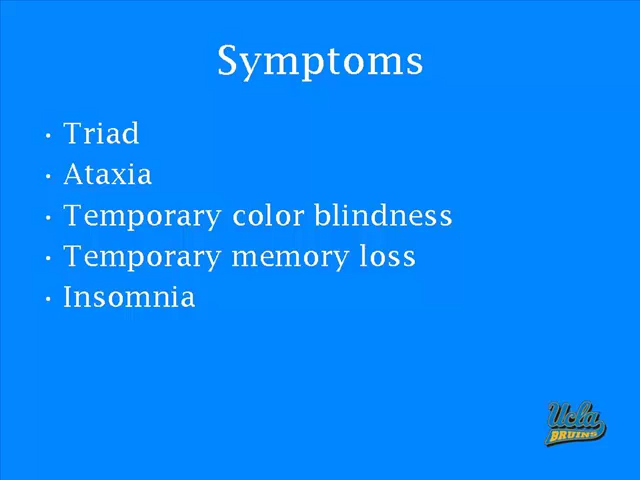 Symptoms
· Triad
· Ataxia
· Temporary color blindness
· Temporary memory loss
· Insomnia
Ucla
BRUINS